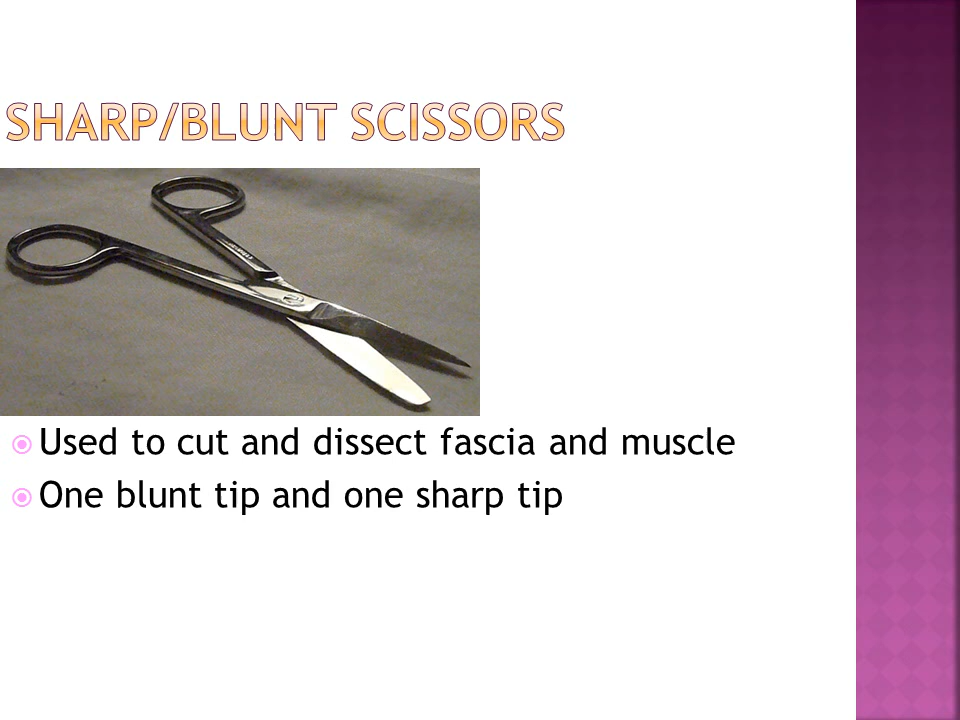 SHARP/BLUNT SCISSORS
Used to cut and dissect fascia and muscle
One blunt tip and one sharp tip